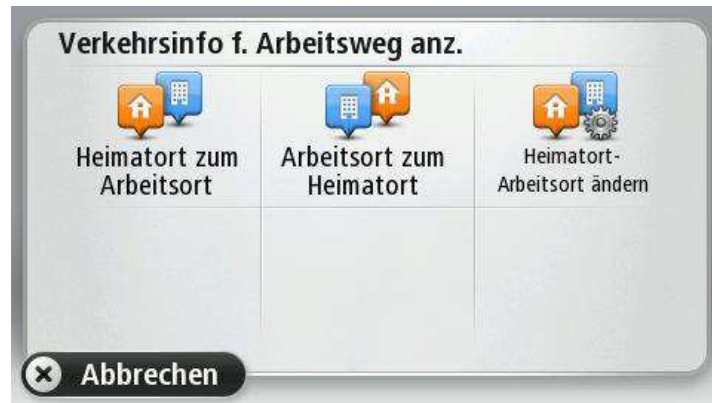 Verkehrsinfo f. Arbeitsweg anz.
Heimatort zum
Arbeitsort
Arbeitsort zum
Heimatort
Heimatort-
Arbeitsort ändern
Abbrechen